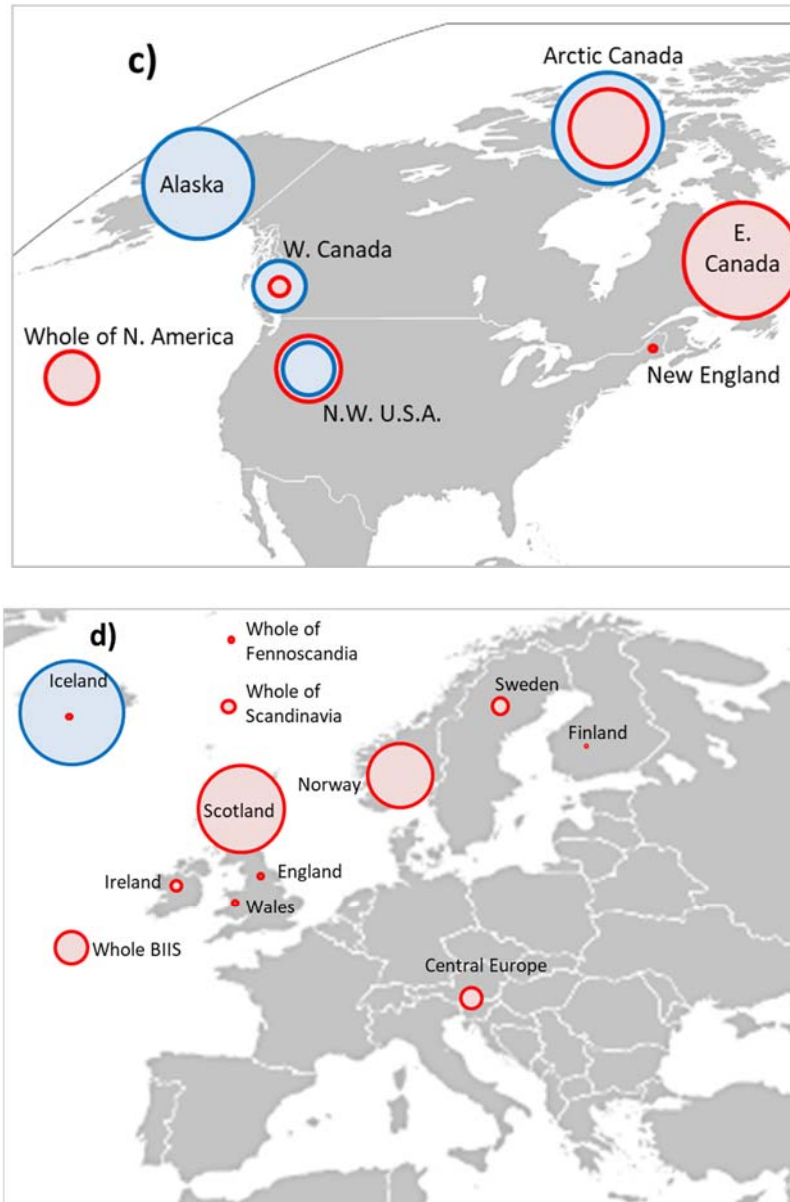 c)
Arctic Canada
Alaska
E.
Canada
W. Canada
Whole of N. America
New England
N.W. U.S.A.
d)
Whole of
Fennoscandia
Iceland
Whole of
Scandinavia
Sweden
Finland
Norway
Scotland
England
Ireland
Wales
Whole BIIS
Central Europe